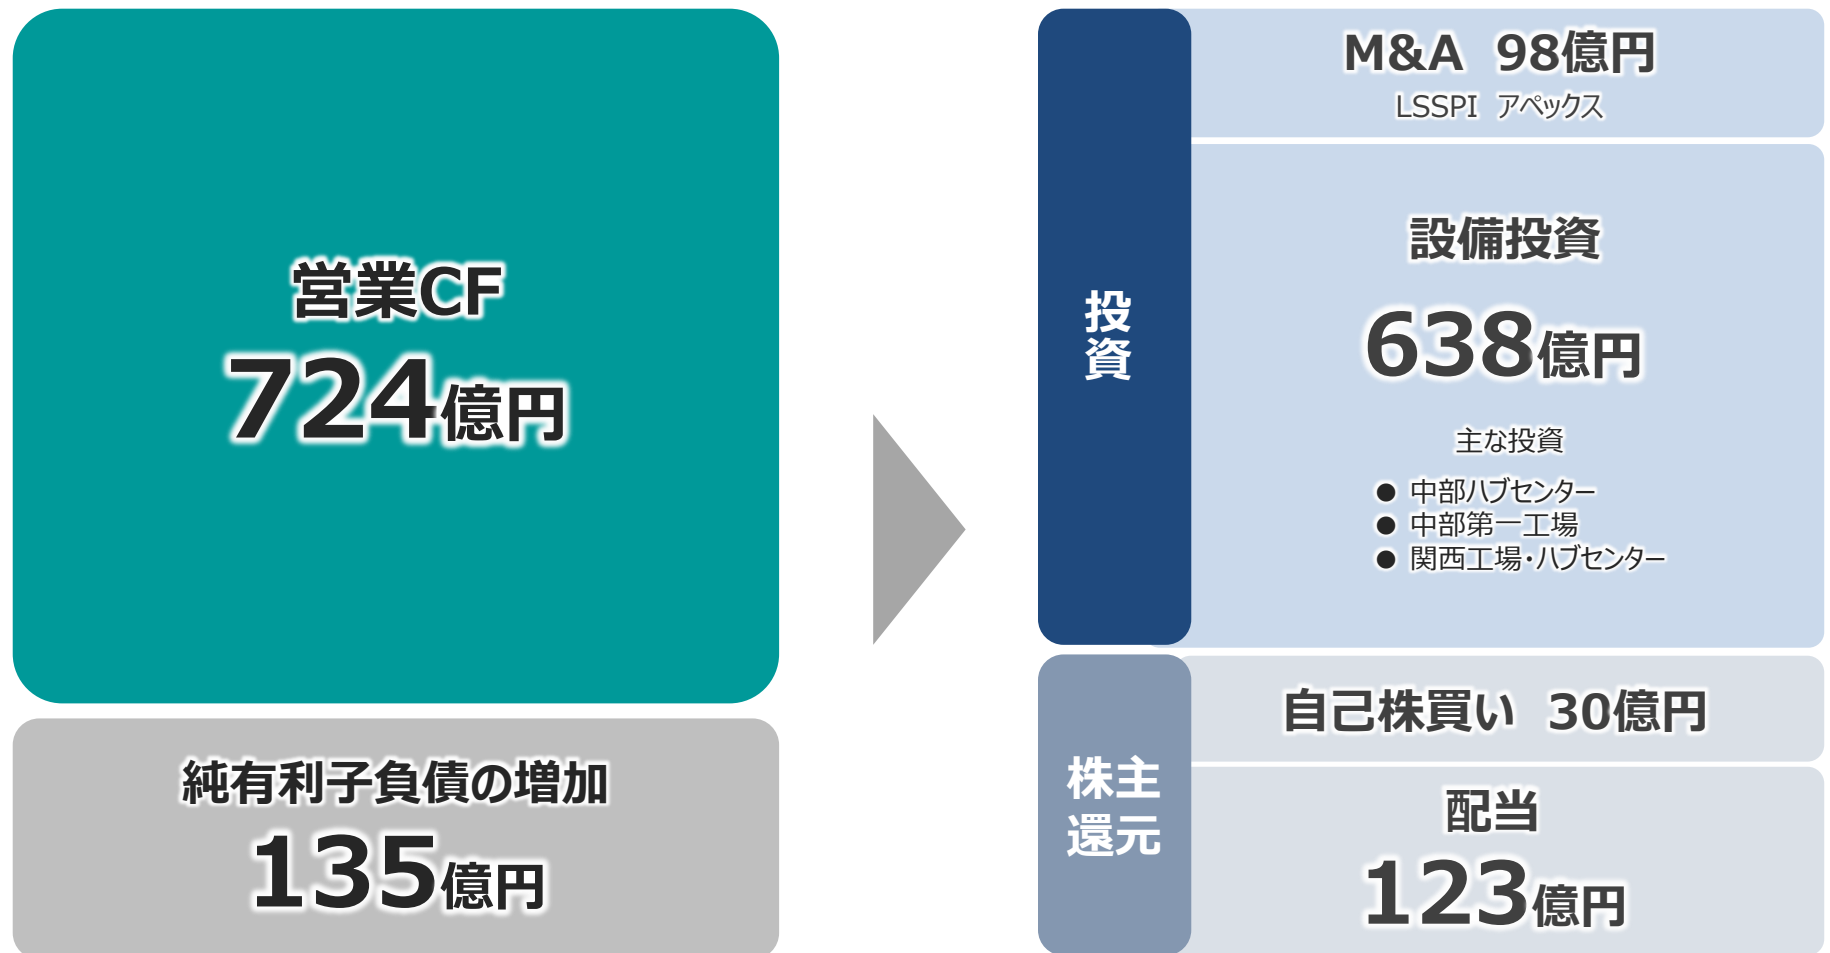 営業CF
724億円
純有利子負債の増加
135億円
投
資
M&A 98億円
LSSPI アペックス
設備投資
638億円
主な投資
● 中部ハブセンター
● 中部第一工場
● 関西工場・ハブセンター
株主
還元
自己株買い 30億円
配当
123億円